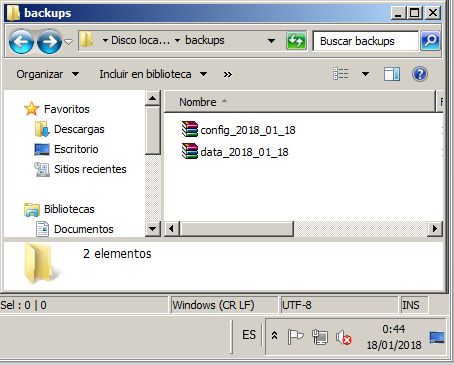 backups
Disco loca... backups
Buscar backups
Organizar Incluir en biblioteca »
Nombre
Favoritos
Descargas
Escritorio
Sitios recientes
Bibliotecas
Documentos
config_2018_01_18
data_2018_01_18
2 elementos
Sel : 0 | 0 Windows (CR LF) UTF-8 INS
ES 0:44
18/01/2018